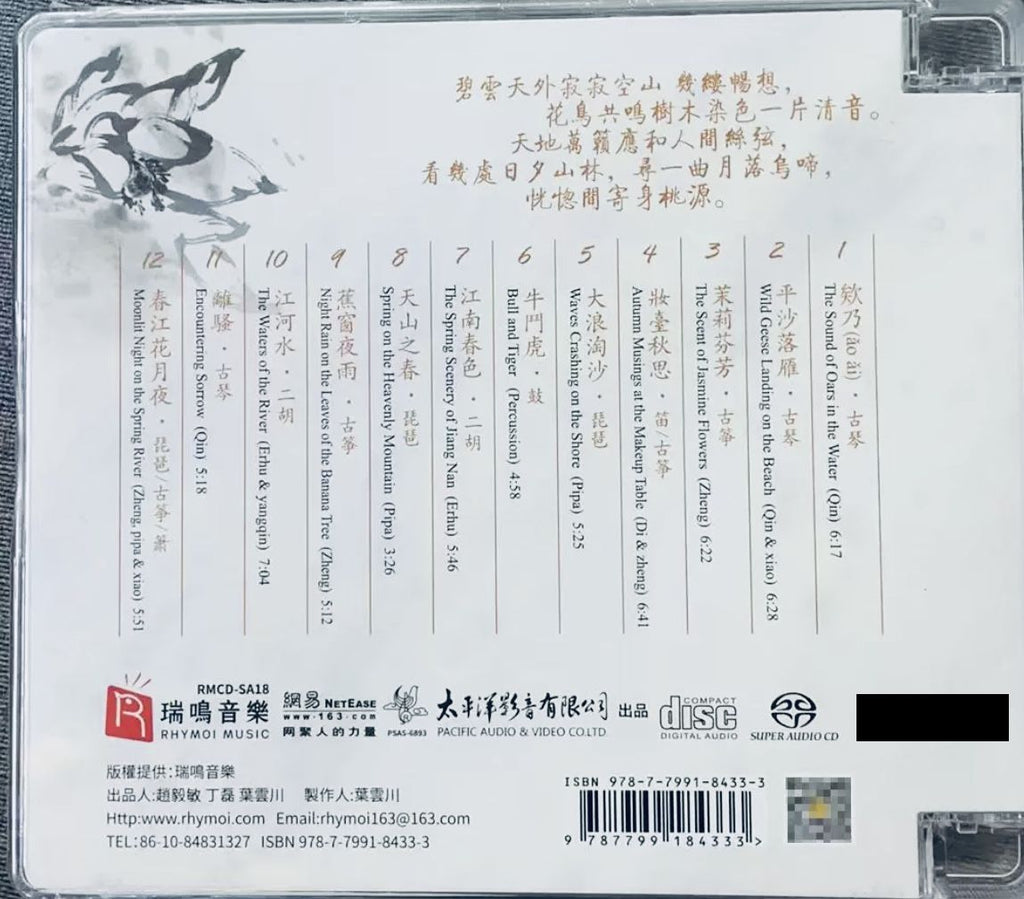 碧雲天外寂寂空山 幾縷暢想，
花鳥共鳴樹木染色一片清音。
天地萬籟應和人間絲弦，
看幾處日夕山林，尋一曲月落烏啼，
恍惚間寄身桃源。
1
欸乃(ǎo ǎi)·古琴
The Sound of Oars in the Water (Qin) 6:17
2
平沙落雁·古琴
Wild Geese Landing on the Beach (Qin & xiao) 6:28
3
茉莉芬芳·古箏
The Scent of Jasmine Flowers (Zheng) 6:22
4
妝臺秋思·笛/古箏
Autumn Musings at the Makeup Table (Di & zheng) 6:41
5
大浪淘沙·琵琶
Waves Crashing on the Shore (Pipa) 5:25
6
牛鬥虎·鼓
Bull and Tiger (Percussion) 4:58
7
江南春色·二胡
The Spring Scenery of Jiang Nan (Erhu) 5:46
8
天山之春·琵琶
Spring on the Heavenly Mountain (Pipa) 3:26
9
蕉窗夜雨·古箏
Night Rain on the Leaves of the Banana Tree (Zheng) 5:12
10
江河水·二胡
The Waters of the River (Erhu & yangqin) 7:04
11
離騷·古琴
Encountering Sorrow (Qin) 5:18
12
春江花月夜·琵琶/古箏/簫
Moonlit Night on the Spring River (Zheng, pipa & xiao) 5:51
R
RMCD-SA18
瑞鳴音樂
RHYMOI MUSIC
網易 NETEASE
www.163.com
网聚人的力量
PSAS-6893
太平洋影音有限公司 出品
PACIFIC AUDIO & VIDEO CO.LTD.
COMPACT
disc
DIGITAL AUDIO
SUPER AUDIO CD
版權提供：瑞鳴音樂
出品人：趙毅敏 丁磊 葉雲川 製作人：葉雲川
Http:www.rhymoi.com Email:rhymoi163@163.com
TEL：86-10-84831327 ISBN 978-7-7991-8433-3
ISBN 978-7-7991-8433-3
9 787799 184333 >